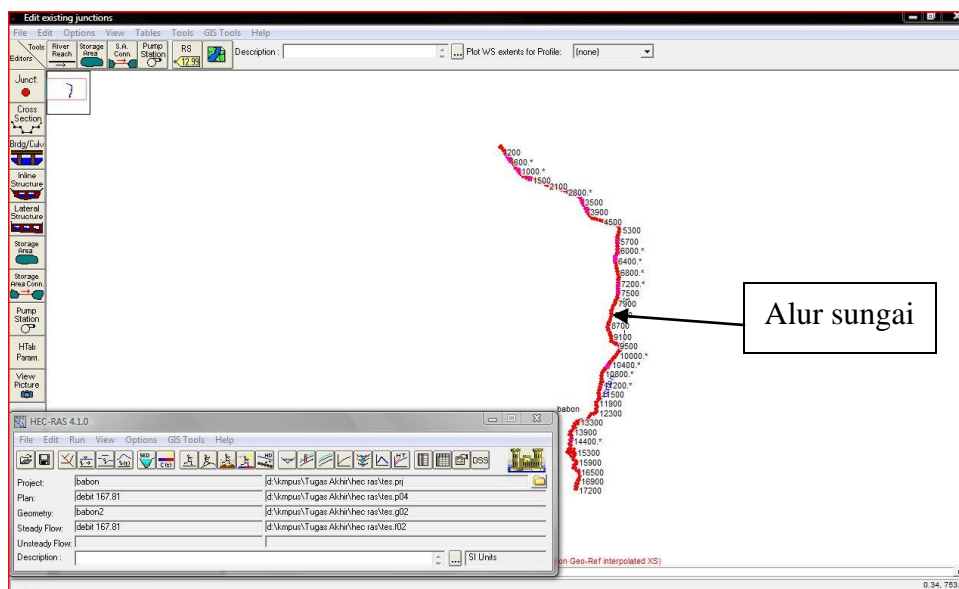 Edit existing junctions
File Edit Options View Tables Tools GIS Tools Help
Tools
Editors
River Reach
Storage Area
S.A. Conn.
Pump Station
RS
12.99
Description :
...
Plot WS extents for Profile:
(none)
Junct.
Cross Section
Brdg/Culv
Inline Structure
Lateral Structure
Storage Area
Storage Area Conn.
Pump Station
HTab Param.
View Picture
200
600.*
1000.*
1500
2100
2800.*
3500
3900
4500
5300
5700
6000.*
6400.*
6800.*
7200.*
7500
7900
8700
9100
9500
10000.*
10400.*
10800.*
11200.*
11500
11900
12300
babon
13300
13900
14400.*
15300
15900
16500
16900
17200
Alur sungai
HEC-RAS 4.1.0
File Edit Run View Options GIS Tools Help
DSS
Project: babon d:\kmpus\Tugas Akhir\hec ras\tes.prj
Plan: debit 167.81 d:\kmpus\Tugas Akhir\hec ras\tes.p04
Geometry: babon2 d:\kmpus\Tugas Akhir\hec ras\tes.g02
Steady Flow: debit 167.81 d:\kmpus\Tugas Akhir\hec ras\tes.f02
Unsteady Flow:
Description : ... SI Units
on Geo-Ref interpolated XS)
0.34, 753.